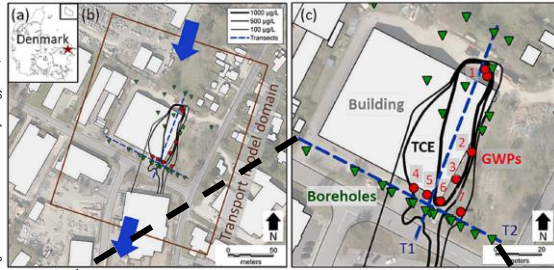 (a)
Denmark
(b)
1000 µg/L
500 µg/L
100 µg/L
Transects
Transport model domain
N
0
50
meters
(c)
Building
TCE
GWPs
Boreholes
1
2
3
4
5
6
7
T1
T2
N
0
20
meters